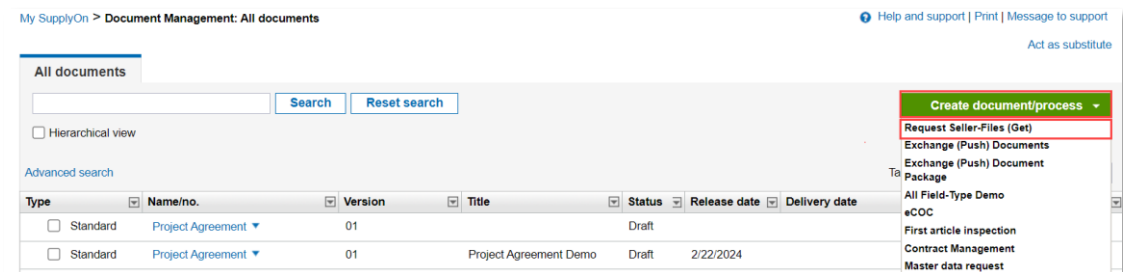 My SupplyOn > Document Management: All documents
Help and support | Print | Message to support
Act as substitute
All documents
Search
Reset search
Create document/process
Hierarchical view
Request Seller-Files (Get)
Exchange (Push) Documents
Exchange (Push) Document
Package
All Field-Type Demo
eCOC
First article inspection
Contract Management
Master data request
Advanced search
Type Name/no. Version Title Status Release date Delivery date
Standard Project Agreement 01 Draft
Standard Project Agreement 01 Project Agreement Demo Draft 2/22/2024